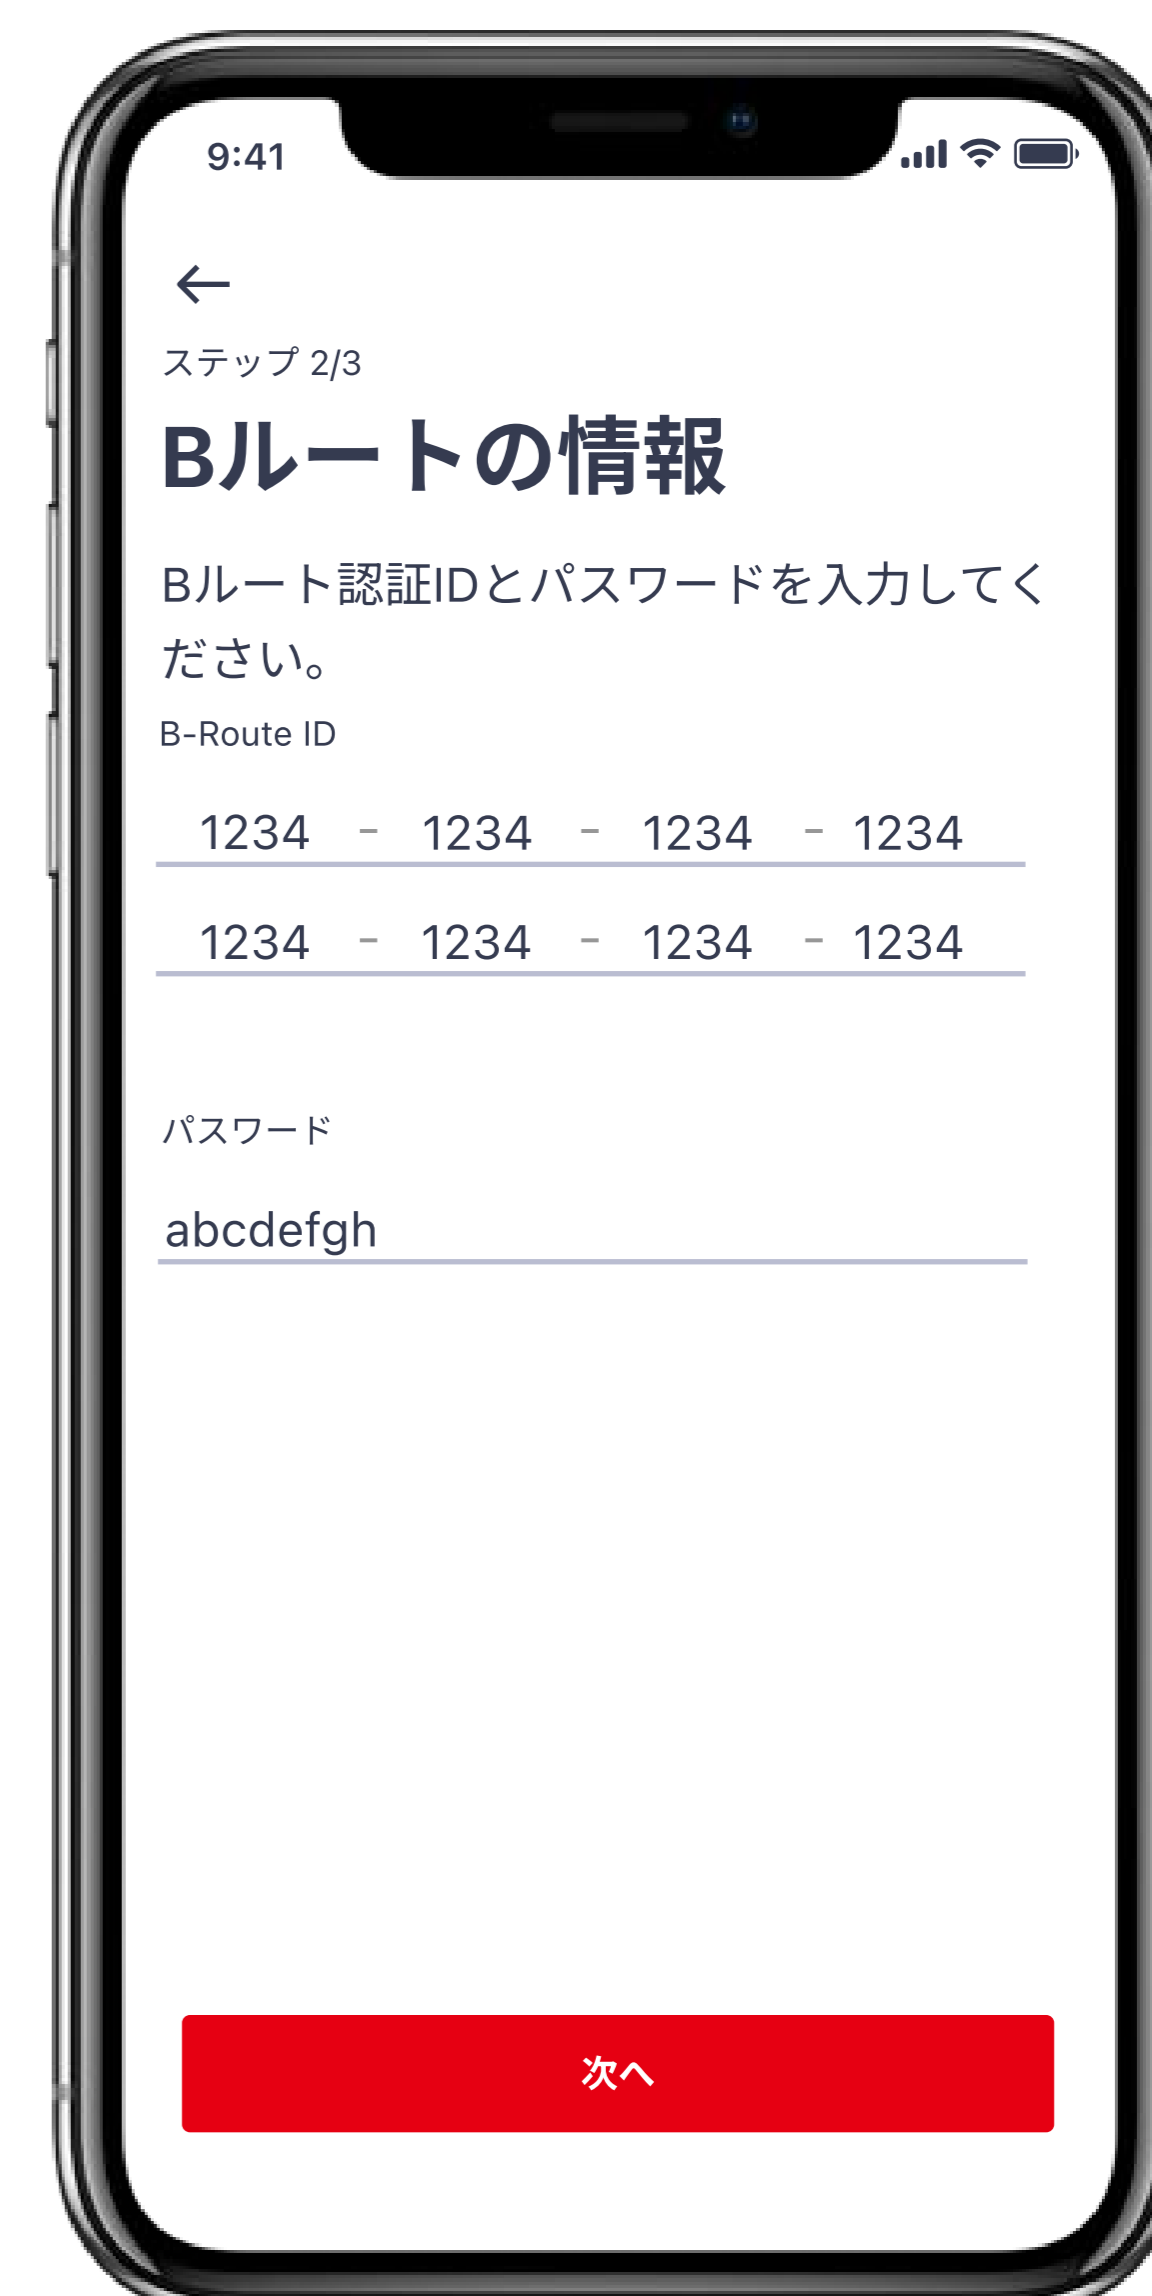 9:41
ステップ 2/3
Bルートの情報
Bルート認証IDとパスワードを入力してく
ださい。
B-Route ID
1234 - 1234 - 1234 - 1234
1234 - 1234 - 1234 - 1234
パスワード
abcdefgh
次へ